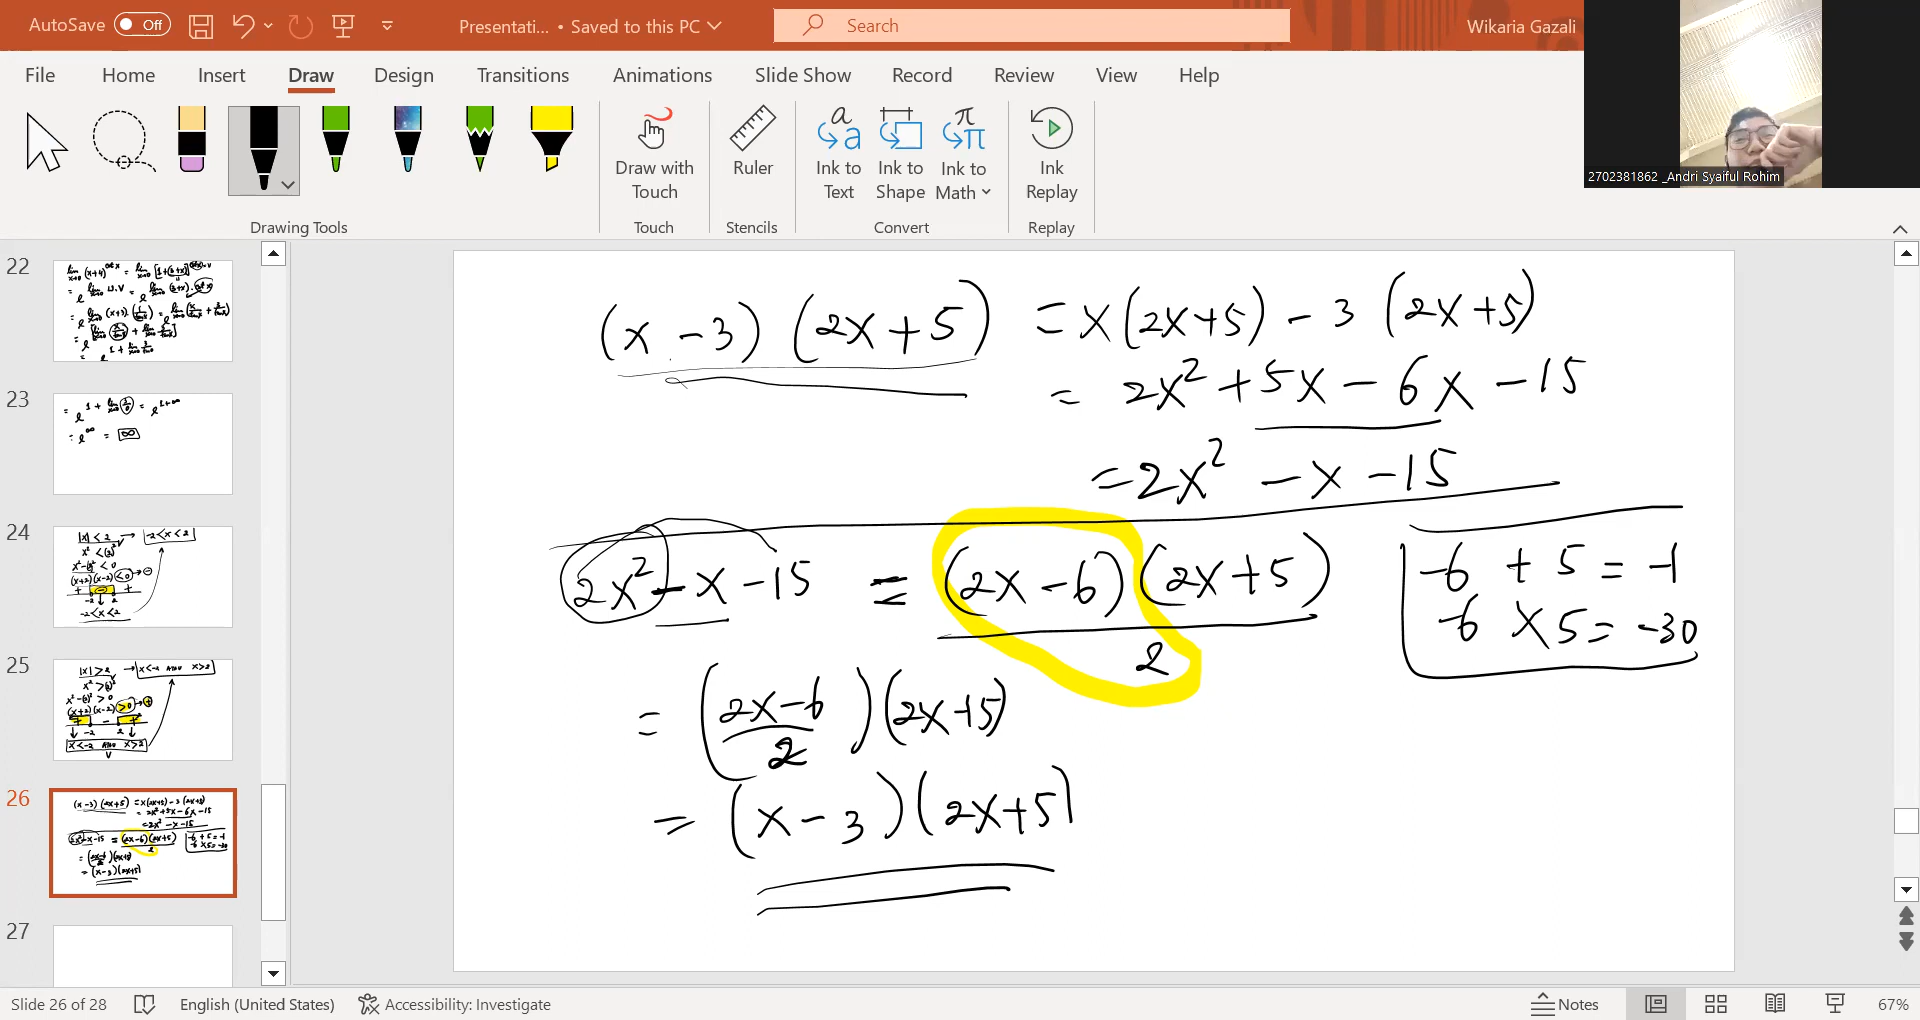 AutoSave Off Presentati... • Saved to this PC Search Wikaria Gazali
File Home Insert Draw Design Transitions Animations Slide Show Record Review View Help
Draw with Touch
Ruler
Ink to Text
Ink to Shape
Ink to Math
Ink Replay
Drawing Tools Touch Stencils Convert Replay
2702381862 _Andri Syaiful Rohim
22
23
24
|x| < 2 → -2<x<2
25
|x| > 2
26
27
(x - 3) (2x + 5) = x(2x+5) - 3 (2x+5)
= 2x² + 5x - 6x - 15
= 2x² - x - 15
2x² - x - 15 = (2x - 6)(2x + 5)
2
-6 + 5 = -1
-6 x 5 = -30
= (2x-6 / 2)(2x+15)
= (x - 3)(2x+5)
Slide 26 of 28 English (United States) Accessibility: Investigate Notes 67%